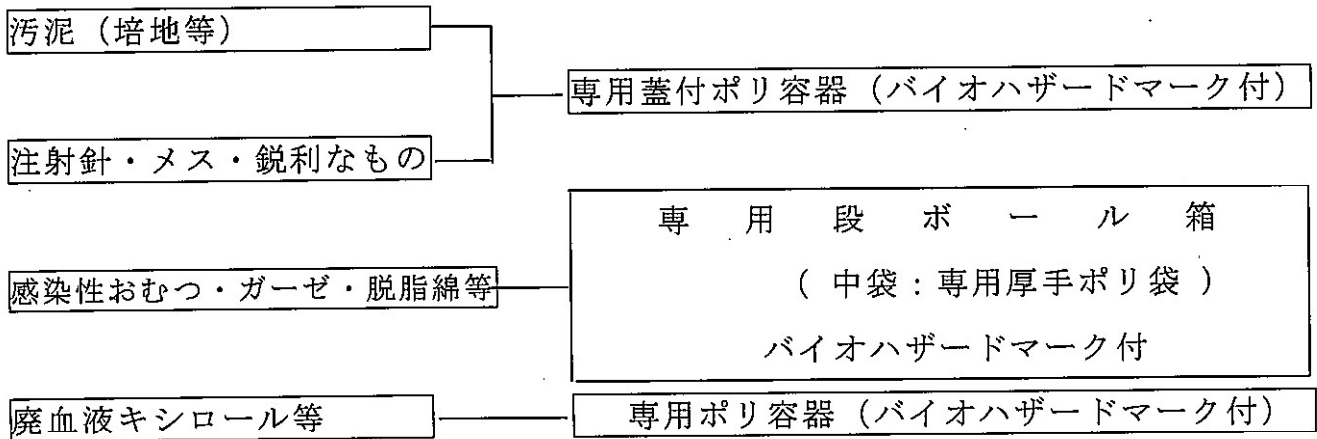 汚泥（培地等）
専用蓋付ポリ容器（バイオハザードマーク付）
注射針・メス・鋭利なもの
専用段ボール箱
（中袋：専用厚手ポリ袋）
感染性おむつ・ガーゼ・脱脂綿等
バイオハザードマーク付
廃血液キシロール等
専用ポリ容器（バイオハザードマーク付）